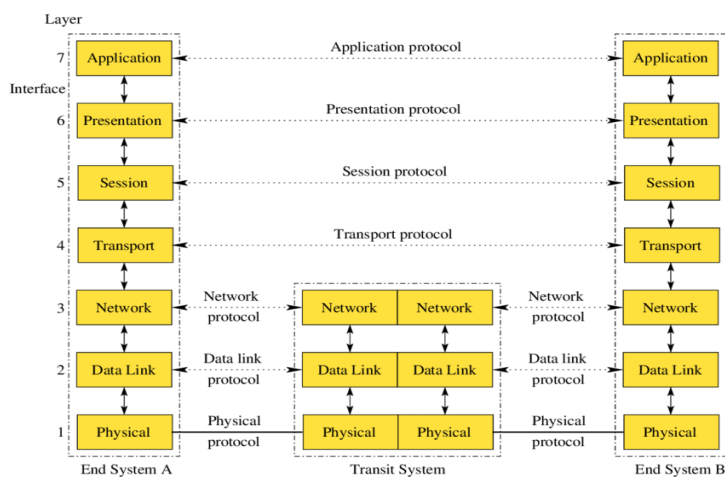 Layer
7 Application Application protocol Application
Interface
6 Presentation Presentation protocol Presentation
5 Session Session protocol Session
4 Transport Transport protocol Transport
3 Network Network protocol Network Network Network protocol Network
2 Data Link Data link protocol Data Link Data Link Data link protocol Data Link
1 Physical Physical protocol Physical Physical Physical protocol Physical
End System A Transit System End System B